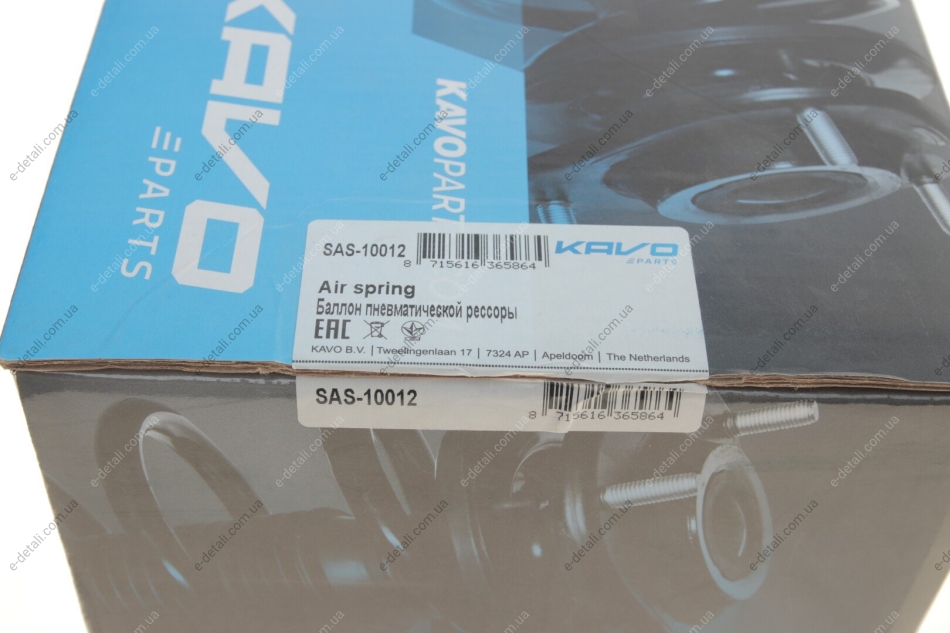 KAVO
PARTS
KAVOPART
SAS-10012
8 715616 365864
KAVO
PARTS
Air spring
Баллон пневматической рессоры
EAC
KAVO B.V. | Tweelingenlaan 17 | 7324 AP | Apeldoorn | The Netherlands
SAS-10012
8 715616 365864
e-detali.com.ua